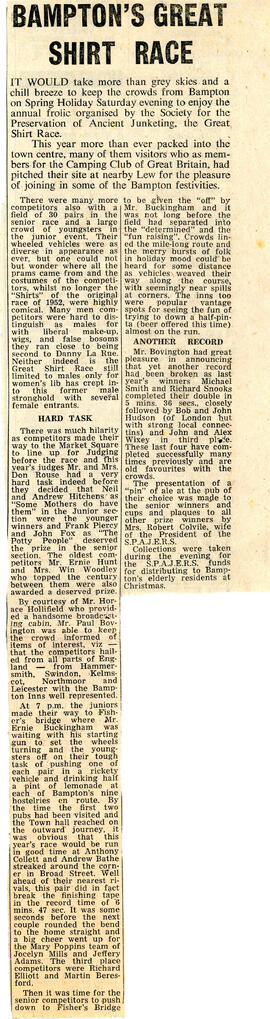 BAMPTON'S GREAT
SHIRT RACE
IT WOULD take more than grey skies and a
chill breeze to keep the crowds from Bampton
on Spring Holiday Saturday evening to enjoy the
annual frolic organised by the Society for the
Preservation of Ancient Junketing, the Great
Shirt Race.
This year more than ever packed into the
town centre, many of them visitors who as mem-
bers for the Camping Club of Great Britain, had
pitched their site at nearby Lew for the pleasure
of joining in some of the Bampton festivities.
There were many more
competitors also with a
field of 30 pairs in the
senior race and a large
crowd of youngsters in
the junior event. Their
wheeled vehicles were as
diverse in appearance as
ever, but one could not
but wonder where all the
prams came from and the
costumes of the competi-
tors, whilst no longer the
"Shirts" of the original
race of 1952, were highly
comical. Many men com-
petitors were hard to dis-
tinguish as males for
with liberal make-up,
wigs, and false bosoms
they ran close to being
second to Danny La Rue.
Neither indeed is the
Great Shirt Race still
limited to males only for
women's lib has crept in-
to this former male
stronghold with several
female entrants.
HARD TASK
There was much hilarity
as competitors made their
way to the Market Square
to line up for Judging
before the race and this
year's judges Mr. and Mrs.
Don Rouse had a very
hard task indeed before
they decided that Neil
and Andrew Hitchens as
"Some Mothers do have
them" in the Junior sec-
tion were the younger
winners and Frank Piercy
and John Fox as "The
Potty People" deserved
the prize in the senior
section. The oldest com-
petitors Mr. Ernie Hunt
and Mrs. Win Woodley
who topped the century
between them were also
awarded a deserved prize.
By courtesy of Mr. Hor-
ace Hollifield who provid-
ed a handsome broadcast-
ing cabin, Mr. Paul Bov-
ington was able to keep
the crowd informed of
items of interest, viz —
that the competitors hail-
ed from all parts of Eng-
land — from Hammer-
smith, Swindon, Kelms-
cot, Northmoor and
Leicester with the Bamp-
ton Inns well represented.
At 7 p.m. the juniors
made their way to Fish-
er's bridge where Mr.
Ernie Buckingham was
waiting with his starting
gun to set the wheels
turning and the young-
sters off on their tough
task of pushing one of
each pair in a rickety
vehicle and drinking half
a pint of lemonade at
each of Bampton's nine
hostelries en route. By
the time the first two
pubs had been visited and
the Town hall reached on
the outward journey, it
was obvious that this
year's race would be run
in good time at Anthony
Collett and Andrew Bathe
streaked around the corn-
er in Broad Street. Well
ahead of their nearest ri-
vals, this pair did in fact
break the finishing tape
in the record time of 6
mins. 47 sec. It was some
seconds before the next
couple rounded the bend
to the home straight and
a big cheer went up for
the Mary Poppins team of
Jocelyn Mills and Jeffery
Adams. The third place
competitors were Richard
Elliott and Martin Beres-
ford.
Then it was time for the
senior competitors to push
down to Fisher's Bridge
to be given the "off" by
Mr. Buckingham and it
was not long before the
field had separated into
the "determined" and the
"fun raising". Crowds lin-
ed the mile-long route and
the merry bursts of folk
in holiday mood could be
heard for some distance
as vehicles weaved their
way along the course,
with seemingly near spills
at corners. The inns too
were popular vantage
spots for seeing the fun of
trying to down a half-pin-
ta (beer offered this time)
almost on the run.
ANOTHER RECORD
Mr. Bovington had great
pleasure in announcing
that yet another record
had been broken as last
year's winners Michael
Smith and Richard Snooks
completed their double in
5 mins. 36 secs, closely
followed by Bob and John
Hudson (of London but
with strong local connec-
tions) and John and Alex
Wixey in third place.
These last four have com-
pleted successfully many
times previously and are
old favourites with the
crowds.
The presentation of a
"pin" of ale at the pub of
their choice was made to
the senior winners and
cups and plaques to all
other prize winners by
Mrs. Robert Colvile, wife
of the President of the
S.P.A.J.E.R.S.
Collections were taken
during the evening for
the S.P.A.J.E.R.S. funds
for distributing to Bamp-
ton's elderly residents at
Christmas.